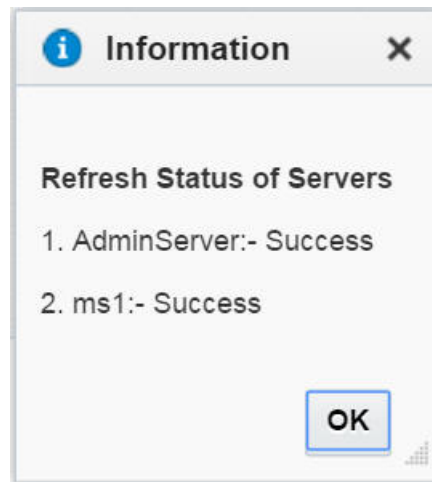 Information
Refresh Status of Servers
1. AdminServer:- Success
2. ms1:- Success
OK